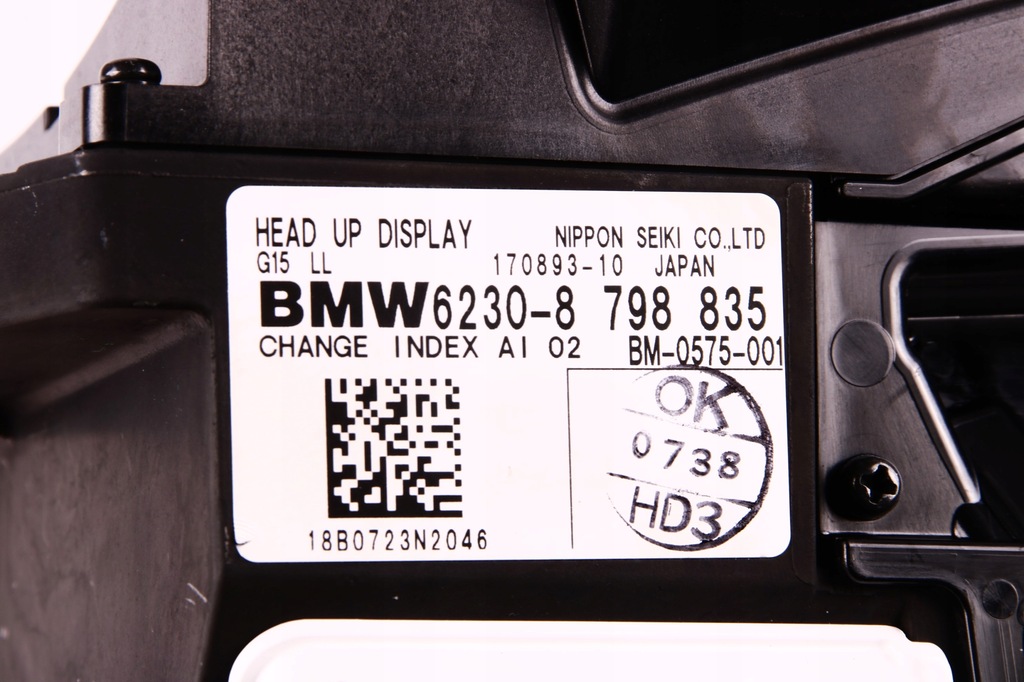 HEAD UP DISPLAY NIPPON SEIKI CO.,LTD
G15 LL 170893-10 JAPAN
BMW 6230-8 798 835
CHANGE INDEX AI 02 BM-0575-001
OK
0738
HD3
18B0723N2046